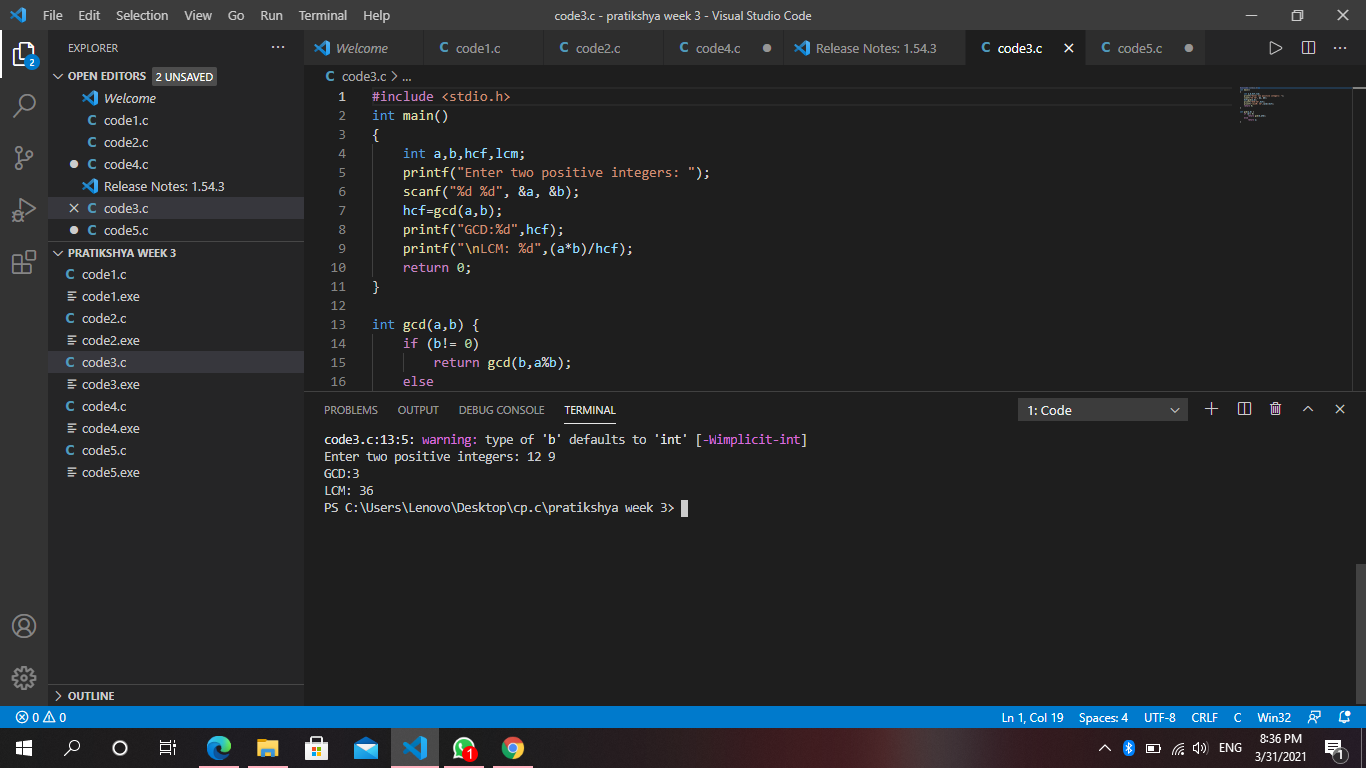 File Edit Selection View Go Run Terminal Help code3.c - pratikshya week 3 - Visual Studio Code
EXPLORER
OPEN EDITORS 2 UNSAVED
Welcome
code1.c
code2.c
code4.c
Release Notes: 1.54.3
code3.c
code5.c
PRATIKSHYA WEEK 3
code1.c
code1.exe
code2.c
code2.exe
code3.c
code3.exe
code4.c
code4.exe
code5.c
code5.exe
OUTLINE
Welcome C code1.c C code2.c C code4.c Release Notes: 1.54.3 C code3.c C code5.c
C code3.c > ...
1 #include <stdio.h>
2 int main()
3 {
4     int a,b,hcf,lcm;
5     printf("Enter two positive integers: ");
6     scanf("%d %d", &a, &b);
7     hcf=gcd(a,b);
8     printf("GCD:%d",hcf);
9     printf("\nLCM: %d",(a*b)/hcf);
10     return 0;
11 }
12
13 int gcd(a,b) {
14     if (b!= 0)
15         return gcd(b,a%b);
16     else
PROBLEMS OUTPUT DEBUG CONSOLE TERMINAL 1: Code
code3.c:13:5: warning: type of 'b' defaults to 'int' [-Wimplicit-int]
Enter two positive integers: 12 9
GCD:3
LCM: 36
PS C:\Users\Lenovo\Desktop\cp.c\pratikshya week 3>
0 0 Ln 1, Col 19 Spaces: 4 UTF-8 CRLF C Win32
ENG
8:36 PM
3/31/2021